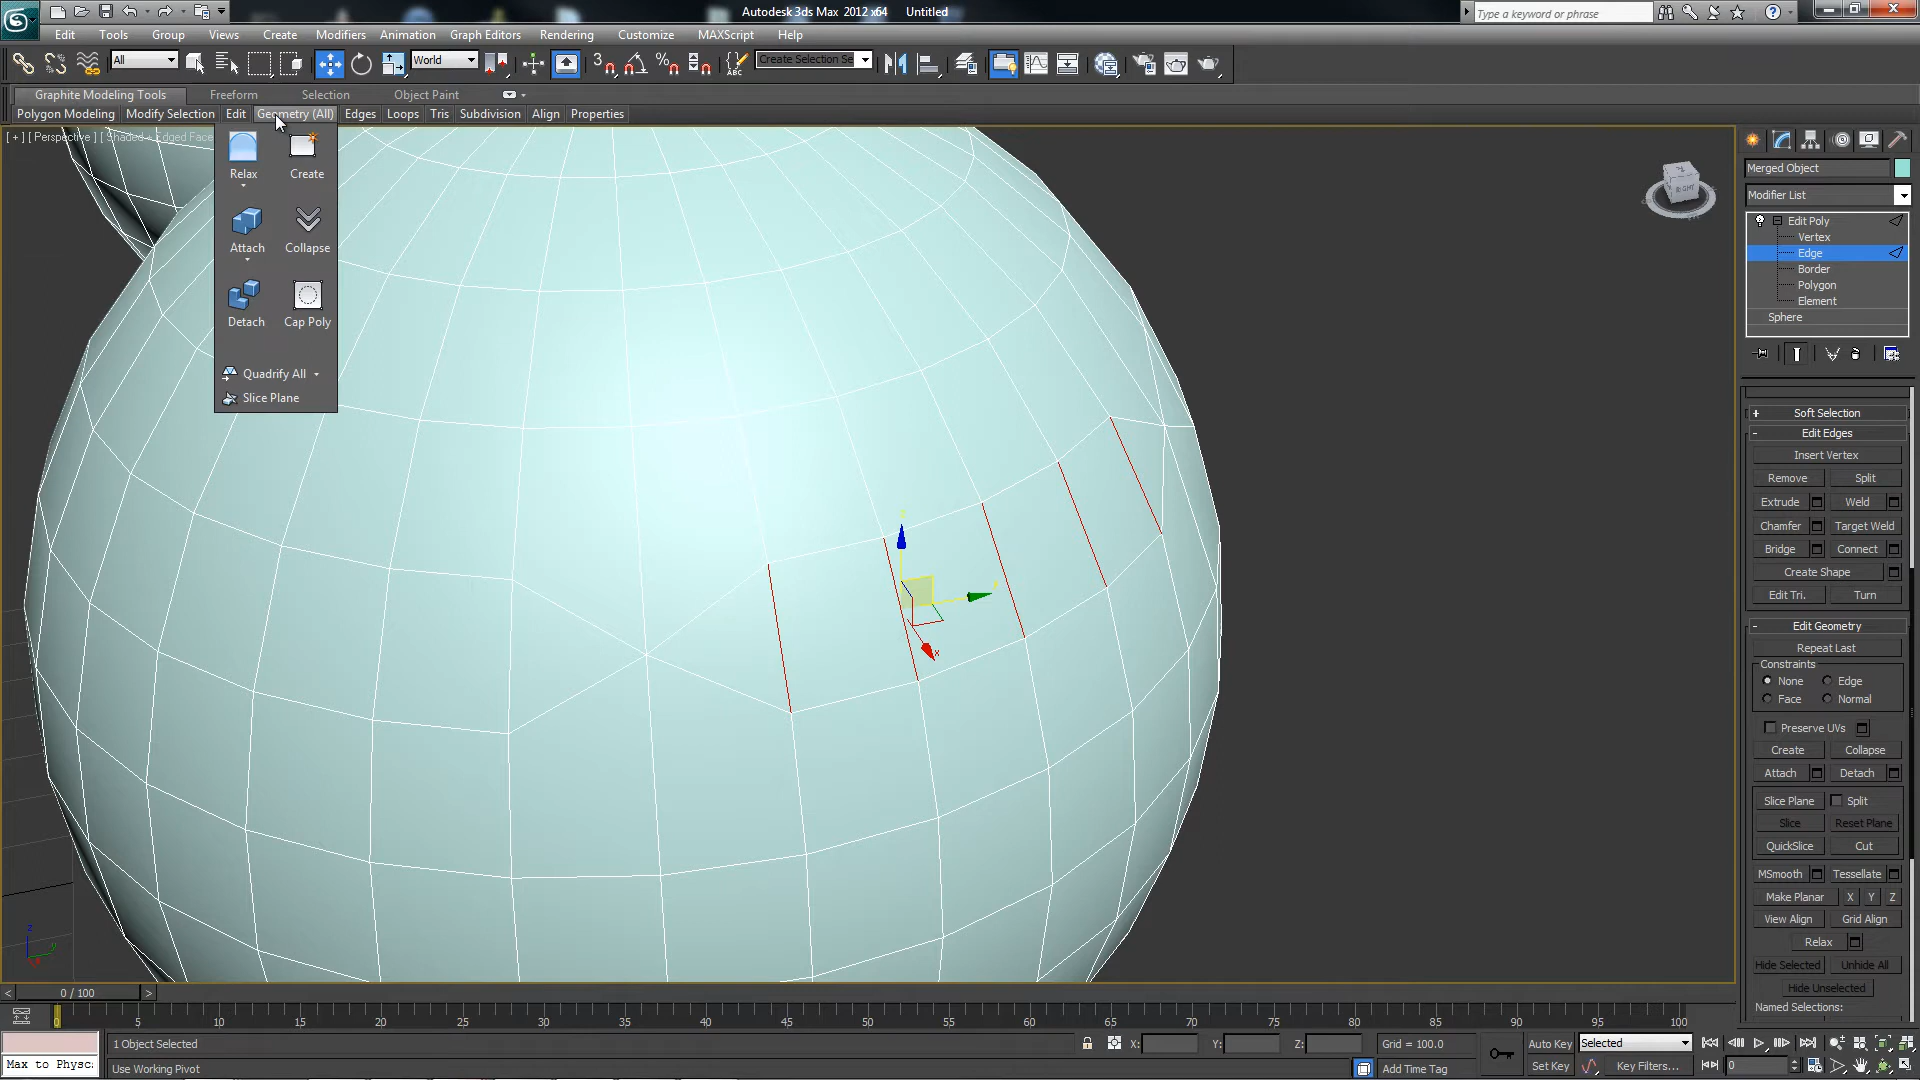 Autodesk 3ds Max 2012 x64 Untitled
Type a keyword or phrase
Edit Tools Group Views Create Modifiers Animation Graph Editors Rendering Customize MAXScript Help
All World Create Selection Se
Graphite Modeling Tools Freeform Selection Object Paint
Polygon Modeling Modify Selection Edit Geometry (All) Edges Loops Tris Subdivision Align Properties
[ + ] [ Perspective ] [ Shaded + Edged Face
Relax Create
Attach Collapse
Detach Cap Poly
Quadrify All
Slice Plane
RIGHT
x
z
y
Merged Object
Modifier List
Edit Poly
Vertex
Edge
Border
Polygon
Element
Sphere
+ Soft Selection
- Edit Edges
Insert Vertex
Remove Split
Extrude Weld
Chamfer Target Weld
Bridge Connect
Create Shape
Edit Tri. Turn
- Edit Geometry
Repeat Last
Constraints
None Edge
Face Normal
Preserve UVs
Create Collapse
Attach Detach
Slice Plane Split
Slice Reset Plane
QuickSlice Cut
MSmooth Tessellate
Make Planar X Y Z
View Align Grid Align
Relax
Hide Selected Unhide All
Hide Unselected
Named Selections:
< 0 / 100 >
0 5 10 15 20 25 30 35 40 45 50 55 60 65 70 75 80 85 90 95 100
1 Object Selected X: Y: Z: Grid = 100.0 Auto Key Selected
Max to Physc: Use Working Pivot Add Time Tag Set Key Key Filters... 0